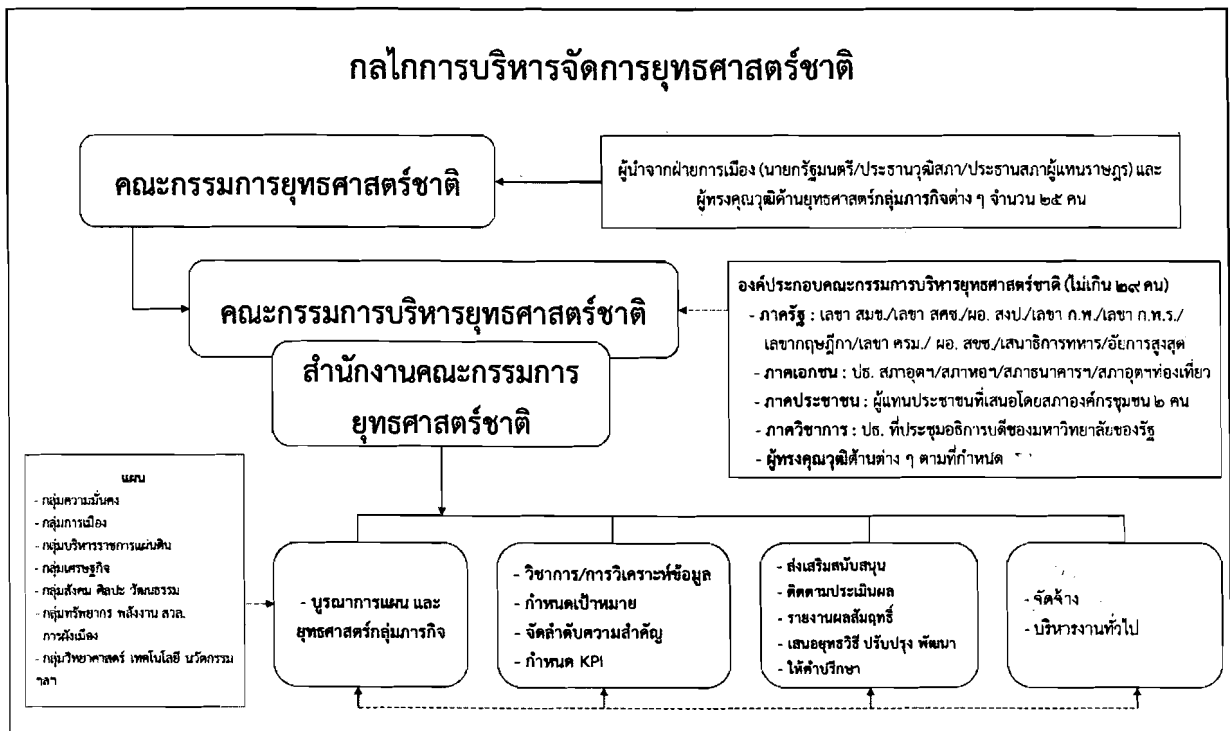 กลไกการบริหารจัดการยุทธศาสตร์ชาติ
คณะกรรมการยุทธศาสตร์ชาติ
ผู้นำจากฝ่ายการเมือง (นายกรัฐมนตรี/ประธานวุฒิสภา/ประธานสภาผู้แทนราษฎร) และ
ผู้ทรงคุณวุฒิด้านยุทธศาสตร์กลุ่มภารกิจต่าง ๆ จำนวน ๒๕ คน
คณะกรรมการบริหารยุทธศาสตร์ชาติ
องค์ประกอบคณะกรรมการบริหารยุทธศาสตร์ชาติ (ไม่เกิน ๒๙ คน)
- ภาครัฐ : เลขา สมช./เลขา สศช./ผอ. สงป./เลขา ก.พ./เลขา ก.พ.ร./
เลขากฤษฎีกา/เลขา ครม./ ผอ. สขช./เสนาธิการทหาร/อัยการสูงสุด
- ภาคเอกชน : ปธ. สภาอุตฯ/สภาหอฯ/สภาธนาคารฯ/สภาอุตฯท่องเที่ยว
- ภาคประชาชน : ผู้แทนประชาชนที่เสนอโดยสภาองค์กรชุมชน ๒ คน
- ภาควิชาการ : ปธ. ที่ประชุมอธิการบดีของมหาวิทยาลัยของรัฐ
- ผู้ทรงคุณวุฒิด้านต่าง ๆ ตามที่กำหนด
สำนักงานคณะกรรมการ
ยุทธศาสตร์ชาติ
แผน
- กลุ่มความมั่นคง
- กลุ่มการเมือง
- กลุ่มบริหารราชการแผ่นดิน
- กลุ่มเศรษฐกิจ
- กลุ่มสังคม ศิลปะ วัฒนธรรม
- กลุ่มทรัพยากร พลังงาน สวล.
การผังเมือง
- กลุ่มวิทยาศาสตร์ เทคโนโลยี นวัตกรรม
ฯลฯ
- บูรณาการแผน และ
ยุทธศาสตร์กลุ่มภารกิจ
- วิชาการ/การวิเคราะห์ข้อมูล
- กำหนดเป้าหมาย
- จัดลำดับความสำคัญ
- กำหนด KPI
- ส่งเสริมสนับสนุน
- ติดตามประเมินผล
- รายงานผลสัมฤทธิ์
- เสนอยุทธวิธี ปรับปรุง พัฒนา
- ให้คำปรึกษา
- จัดจ้าง
- บริหารงานทั่วไป